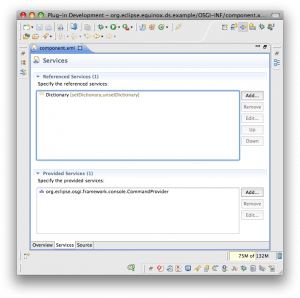 Plug-in Development - org.eclipse.equinox.ds.example/OSGI-INF/component.x...
component.xml
Services
Referenced Services (1)
Specify the referenced services:
Dictionary [setDictionary,unsetDictionary]
Add...
Remove
Edit...
Up
Down
Provided Services (1)
Specify the provided services:
org.eclipse.osgi.framework.console.CommandProvider
Add...
Remove
Edit...
Overview Services Source
75M of 132M